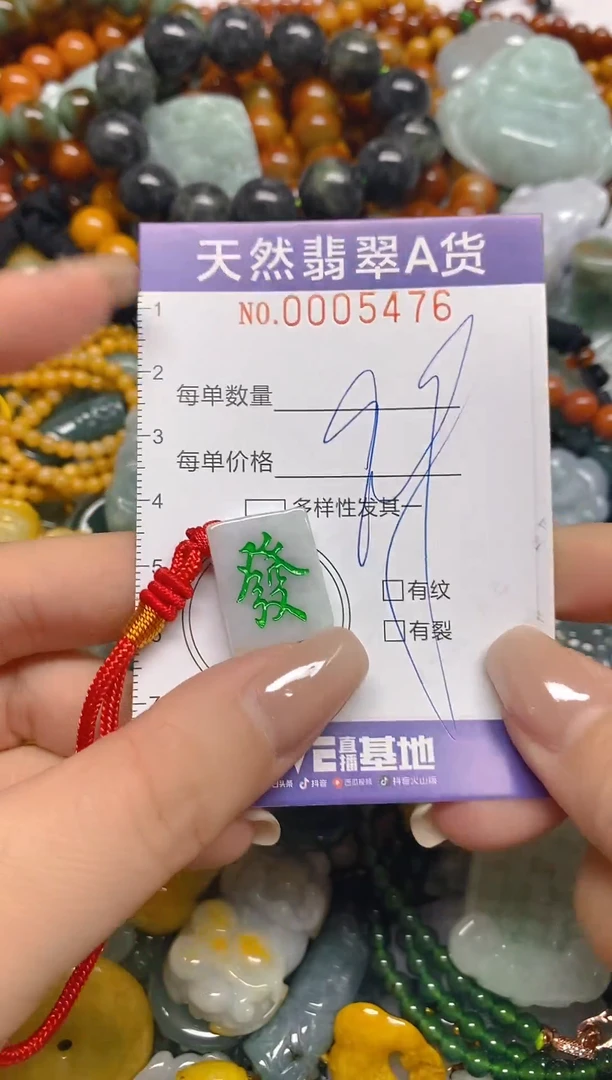 天然翡翠A货
NO.0005476
1
2
每单数量
3
每单价格
4
多样性发其一
5
發
有纹
有裂
7
直播基地
头条 抖音 西瓜视频 抖音火山版